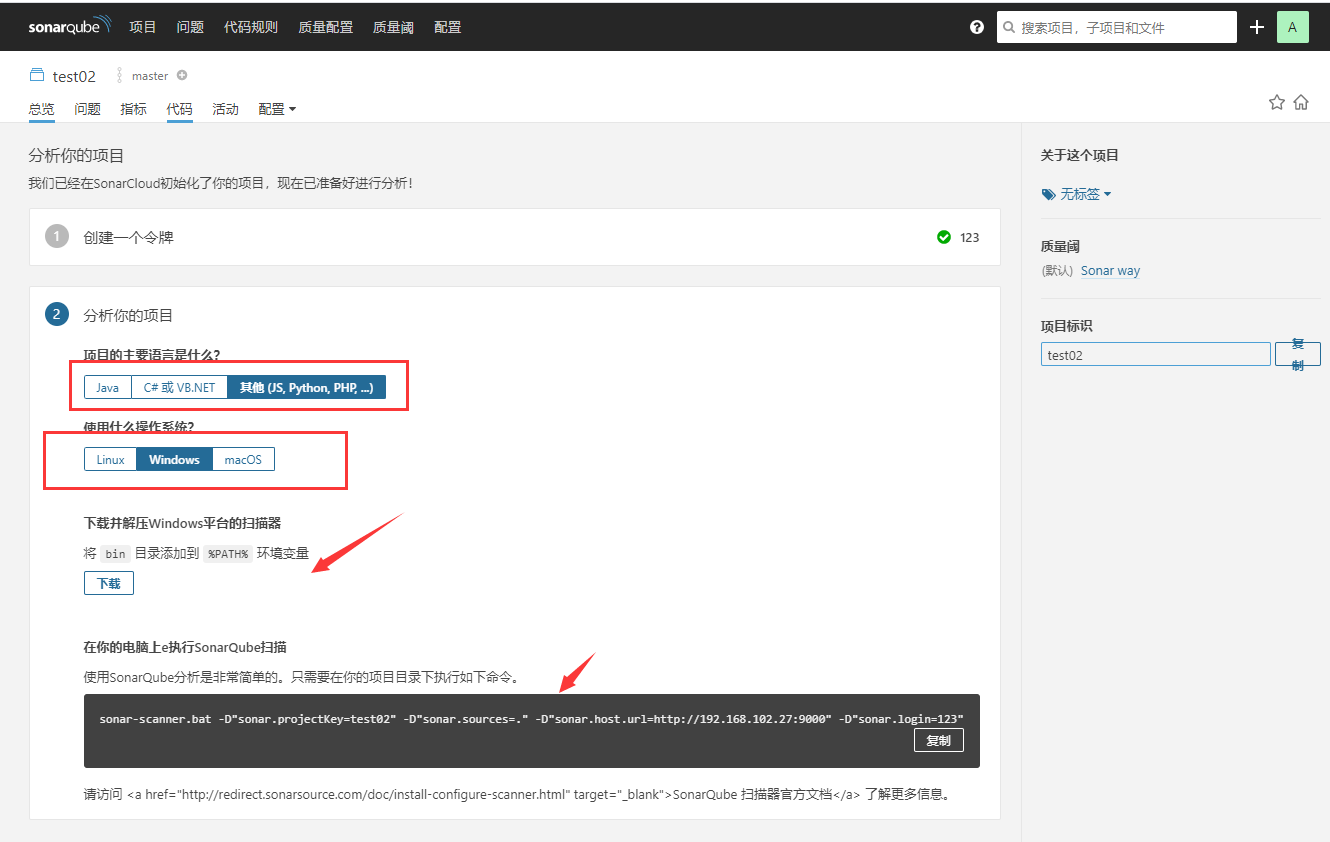 sonarqube 项目 问题 代码规则 质量配置 质量阈 配置 ? 搜索项目，子项目和文件 + A
test02 master
总览 问题 指标 代码 活动 配置
分析你的项目
我们已经在SonarCloud初始化了你的项目，现在已准备好进行分析！
1 创建一个令牌 123
2 分析你的项目
项目的主要语言是什么？
Java C# 或 VB.NET 其他 (JS, Python, PHP, ...)
使用什么操作系统？
Linux Windows macOS
下载并解压Windows平台的扫描器
将 bin 目录添加到 %PATH% 环境变量
下载
在你的电脑上e执行SonarQube扫描
使用SonarQube分析是非常简单的。只需要在你的项目目录下执行如下命令。
sonar-scanner.bat -D"sonar.projectKey=test02" -D"sonar.sources=." -D"sonar.host.url=http://192.168.102.27:9000" -D"sonar.login=123"
复制
请访问 <a href="http://redirect.sonarsource.com/doc/install-configure-scanner.html" target="_blank">SonarQube 扫描器官方文档</a> 了解更多信息。
关于这个项目
无标签
质量阈
(默认) Sonar way
项目标识
test02 复制